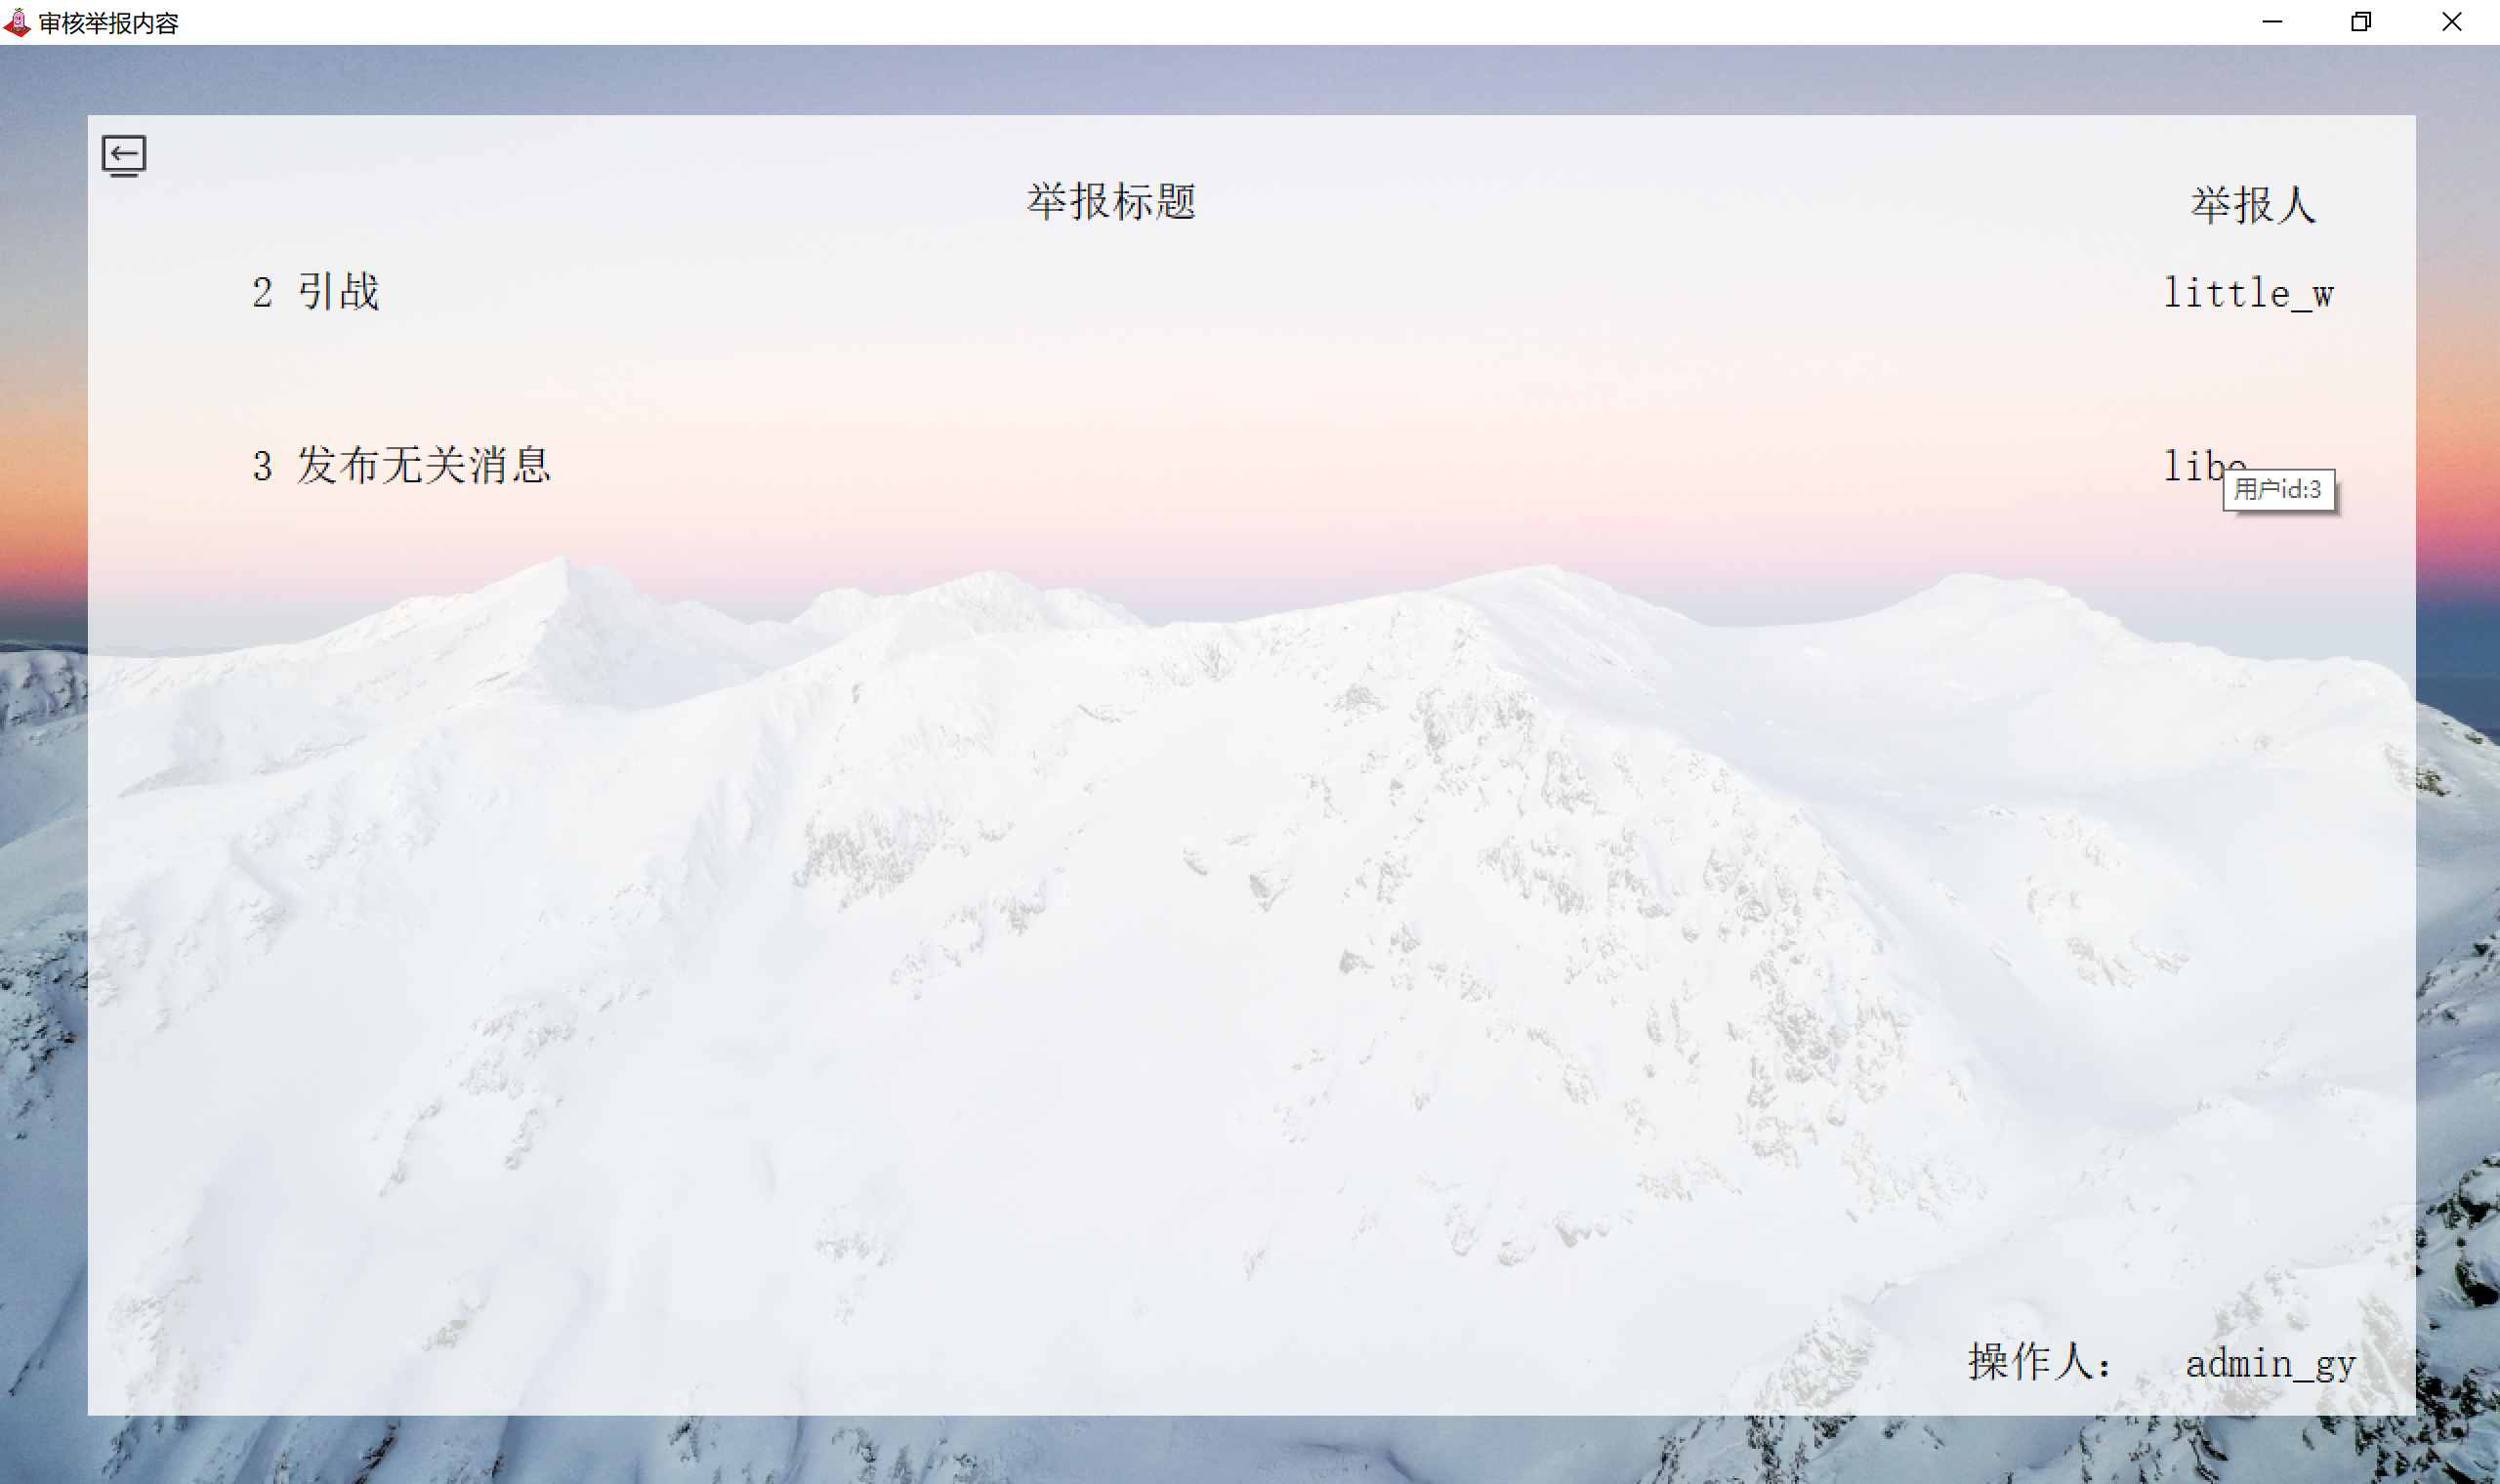 审核举报内容
举报标题 举报人
2 引战 little_w
3 发布无关消息
用户id:3
操作人: admin_gy